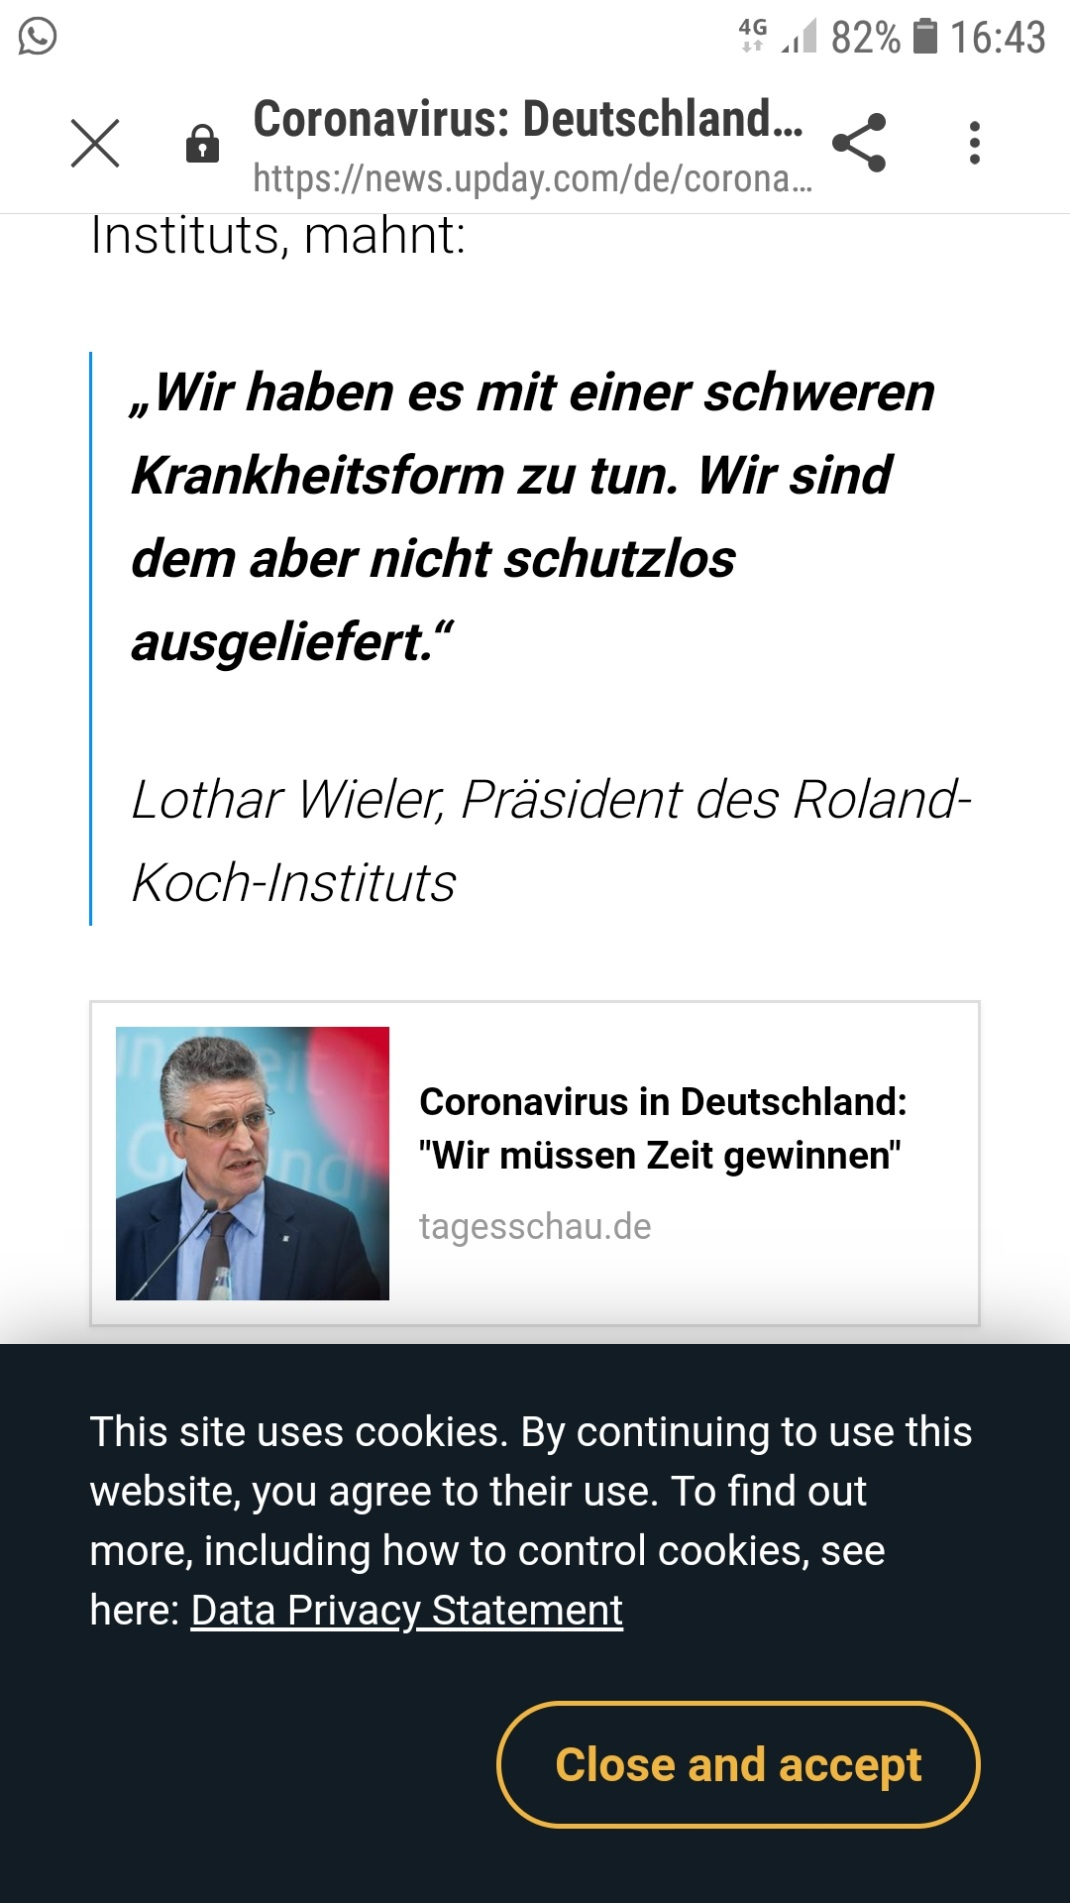 4G 82% 16:43
Coronavirus: Deutschland...
https://news.upday.com/de/corona...
Instituts, mahnt:
„Wir haben es mit einer schweren
Krankheitsform zu tun. Wir sind
dem aber nicht schutzlos
ausgeliefert.“
Lothar Wieler, Präsident des Roland-
Koch-Instituts
Coronavirus in Deutschland:
"Wir müssen Zeit gewinnen"
tagesschau.de
This site uses cookies. By continuing to use this
website, you agree to their use. To find out
more, including how to control cookies, see
here: Data Privacy Statement
Close and accept